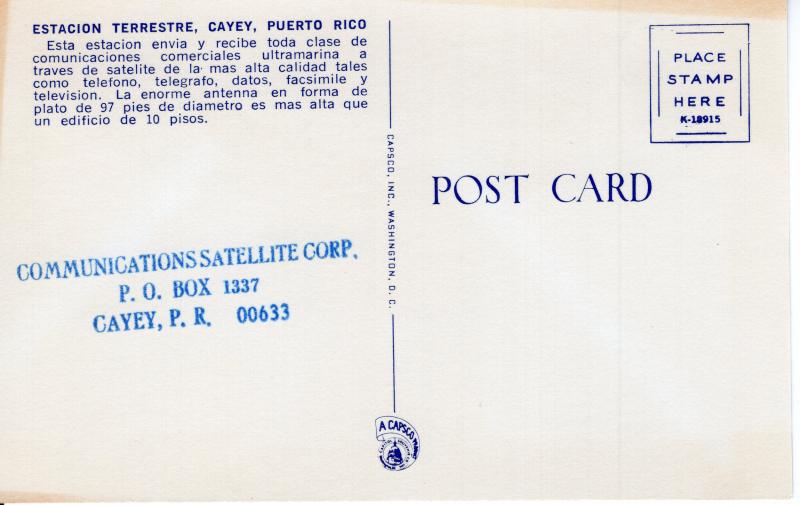 ESTACION TERRESTRE, CAYEY, PUERTO RICO
Esta estacion envia y recibe toda clase de
comunicaciones comerciales ultramarina a
traves de satelite de la mas alta calidad tales
como telefono, telegrafo, datos, facsimile y
television. La enorme antenna en forma de
plato de 97 pies de diametro es mas alta que
un edificio de 10 pisos.
PLACE
STAMP
HERE
K-18915
POST CARD
CAPSCO, INC., WASHINGTON, D. C.
COMMUNICATIONS SATELLITE CORP.
P. O. BOX 1337
CAYEY, P. R. 00633
A CAPSCO